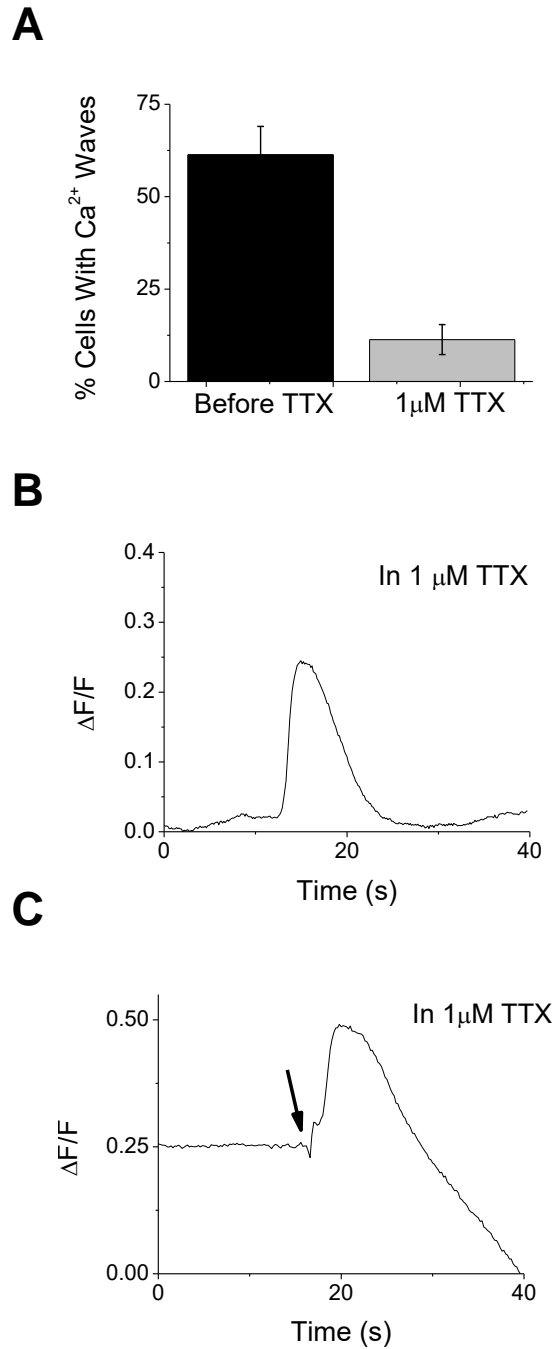 A
% Cells With Ca²⁺ Waves
75
50
25
0
Before TTX
1μM TTX
B
In 1 μM TTX
ΔF/F
0.4
0.3
0.2
0.1
0.0
0
20
40
Time (s)
C
In 1μM TTX
ΔF/F
0.50
0.25
0.00
0
20
40
Time (s)